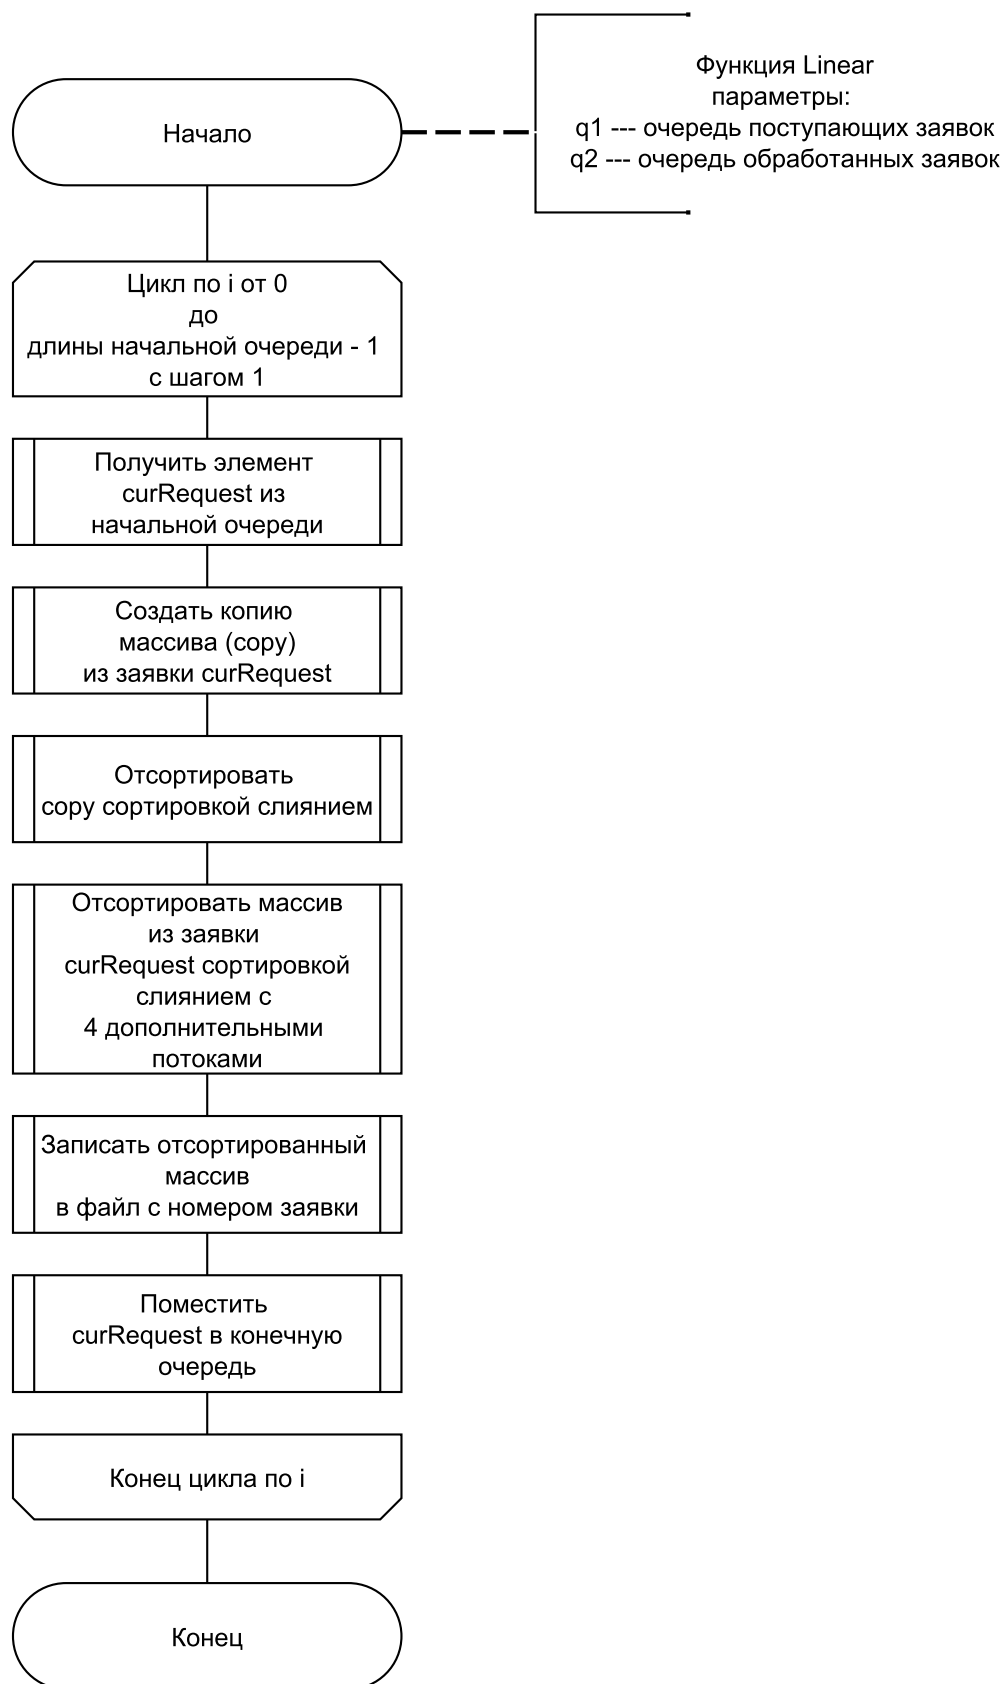 Функция Linear
параметры:
q1 --- очередь поступающих заявок
q2 --- очередь обработанных заявок
Начало
Цикл по i от 0
до
длины начальной очереди - 1
с шагом 1
Получить элемент
curRequest из
начальной очереди
Создать копию
массива (copy)
из заявки curRequest
Отсортировать
copy сортировкой слиянием
Отсортировать массив
из заявки
curRequest сортировкой
слиянием с
4 дополнительными
потоками
Записать отсортированный
массив
в файл с номером заявки
Поместить
curRequest в конечную
очередь
Конец цикла по i
Конец